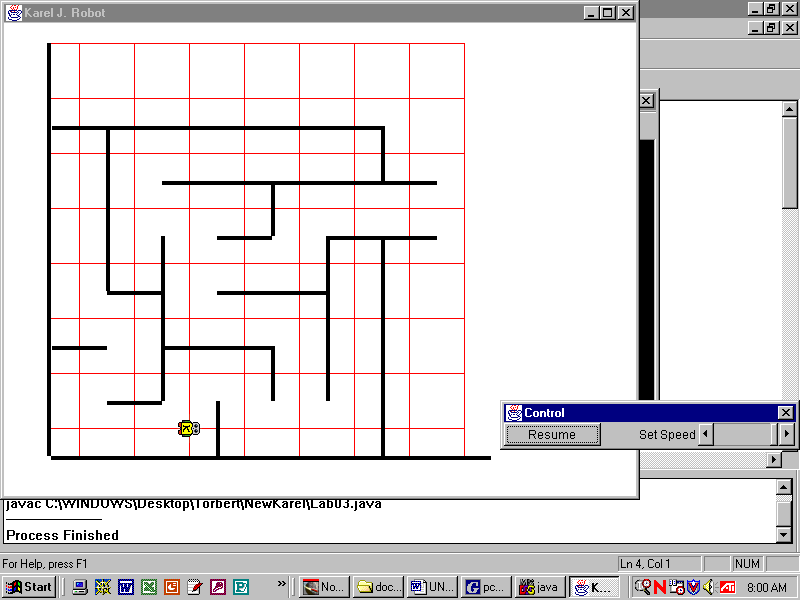 Karel J. Robot
Control
Resume
Set Speed
javac C:\WINDOWS\Desktop\Torbert\NewKarel\Lab03.java
Process Finished
For Help, press F1
Ln 4, Col 1
NUM
Start
»
No...
doc...
UN...
pc...
java
K...
8:00 AM